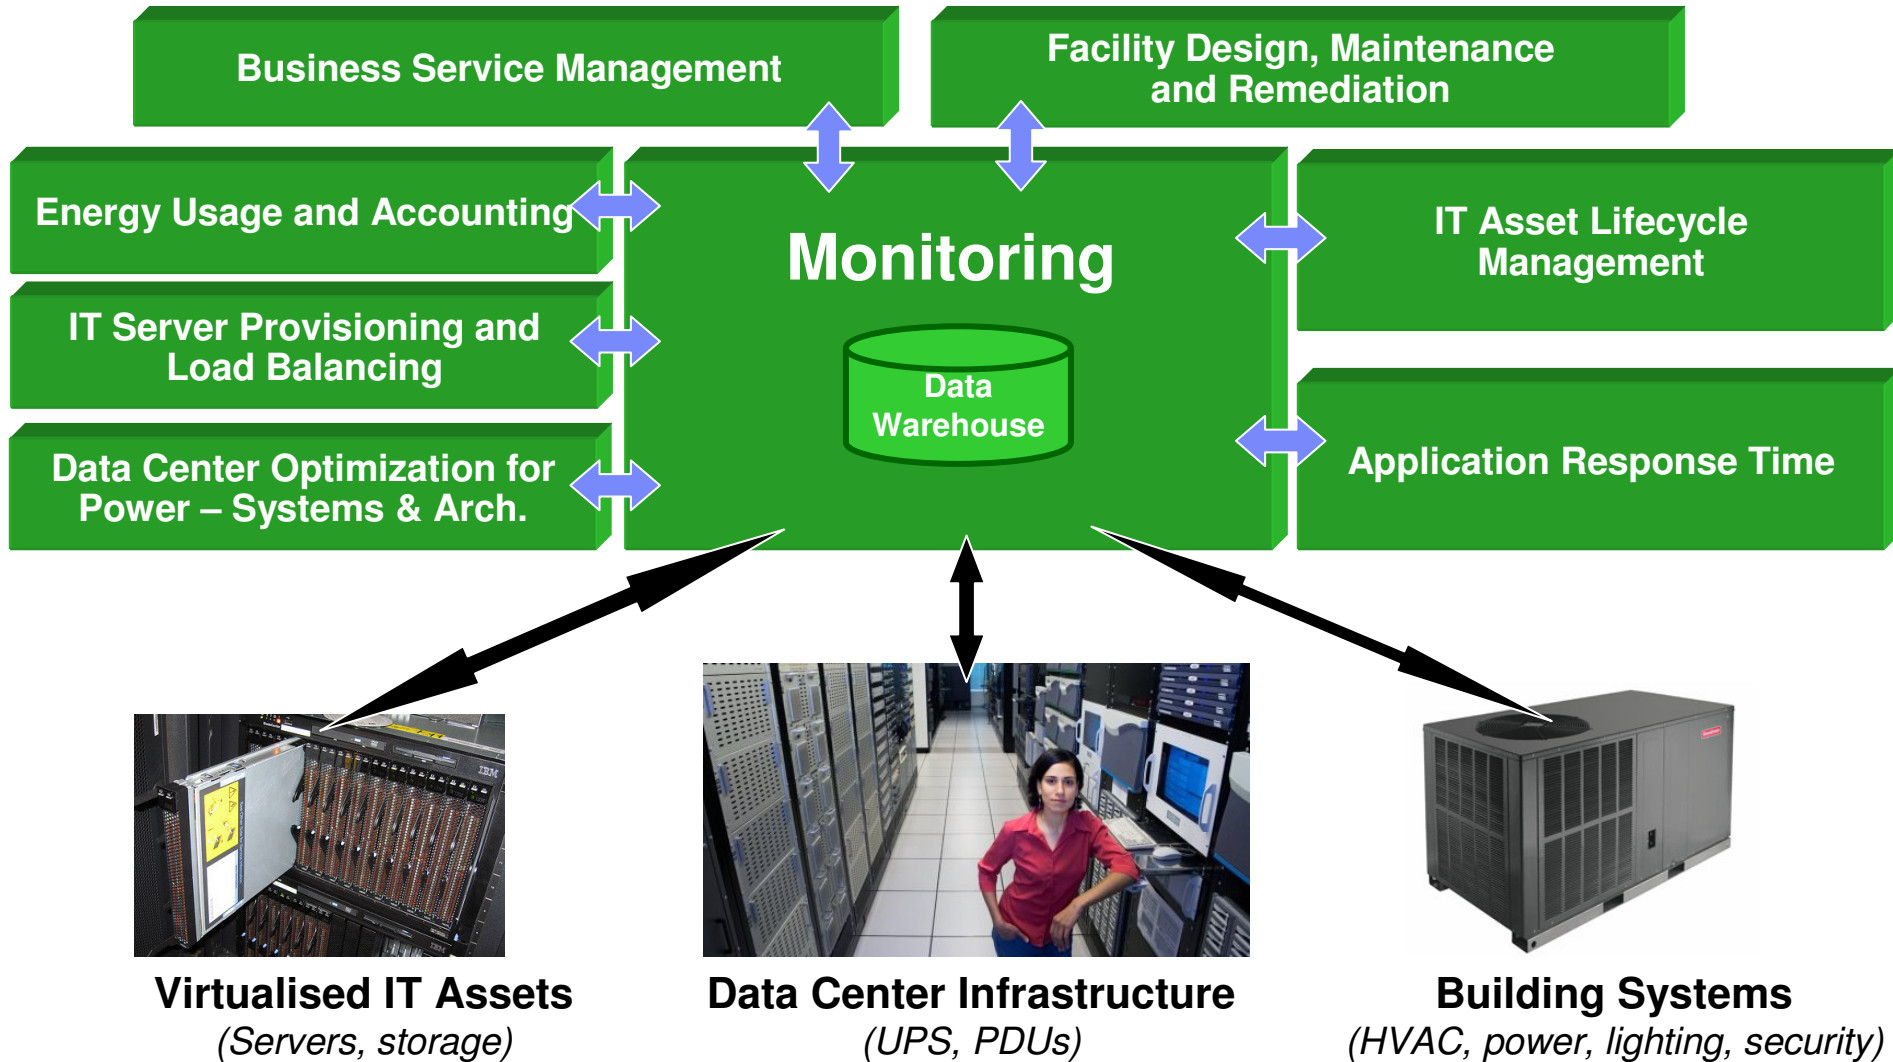 Business Service Management
Facility Design, Maintenance
and Remediation
Energy Usage and Accounting
Monitoring
IT Asset Lifecycle
Management
IT Server Provisioning and
Load Balancing
Data
Warehouse
Data Center Optimization for
Power – Systems & Arch.
Application Response Time
IBM
IBM
Virtualised IT Assets
(Servers, storage)
Data Center Infrastructure
(UPS, PDUs)
Building Systems
(HVAC, power, lighting, security)